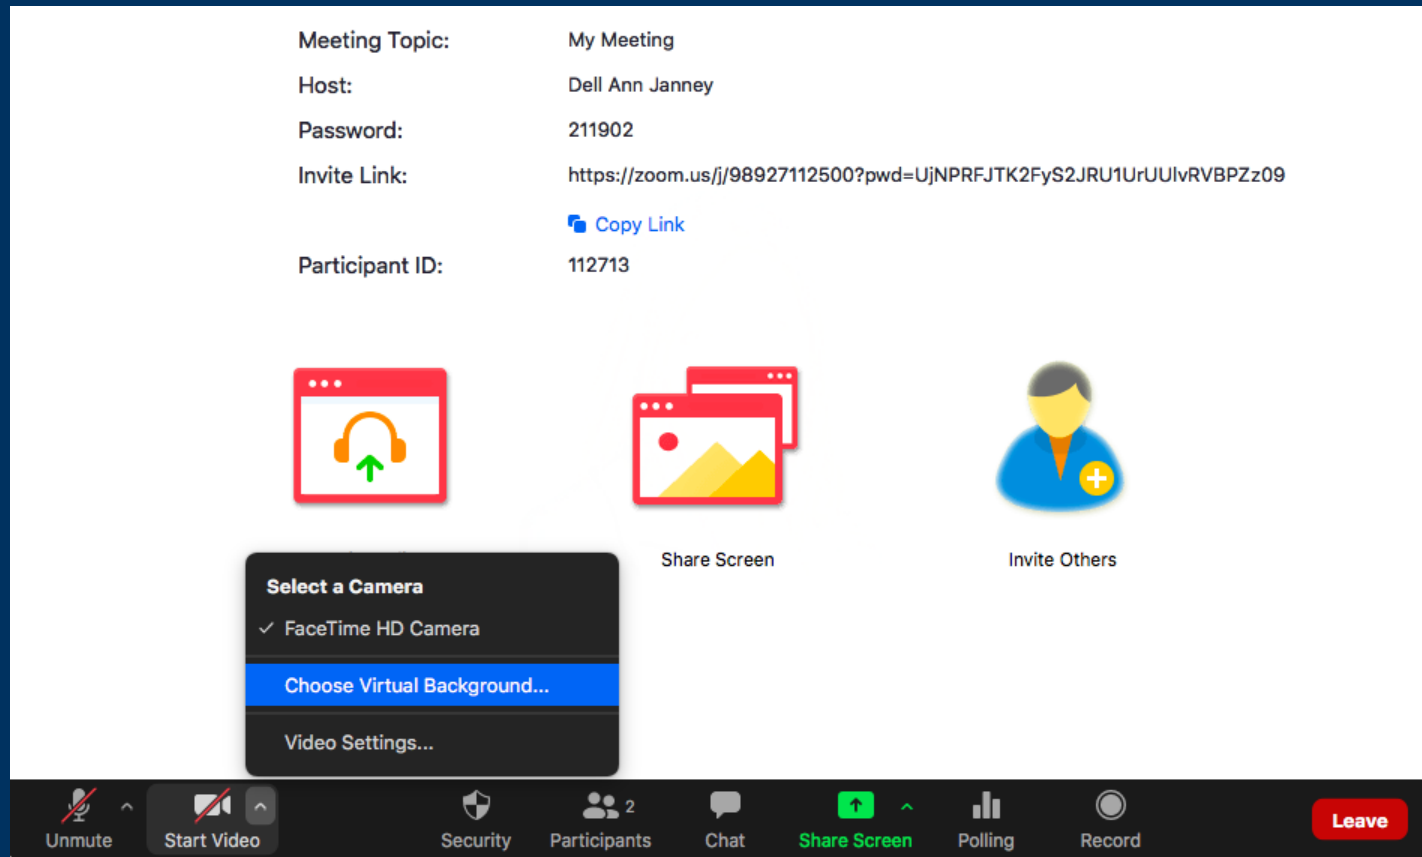 Meeting Topic: My Meeting
Host: Dell Ann Janney
Password: 211902
Invite Link: https://zoom.us/j/98927112500?pwd=UjNPRFJTK2FyS2JRU1UrUUlvRVBPZz09
Copy Link
Participant ID: 112713
Share Screen Invite Others
Select a Camera
✓ FaceTime HD Camera
Choose Virtual Background...
Video Settings...
2
Unmute Start Video Security Participants Chat Share Screen Polling Record Leave